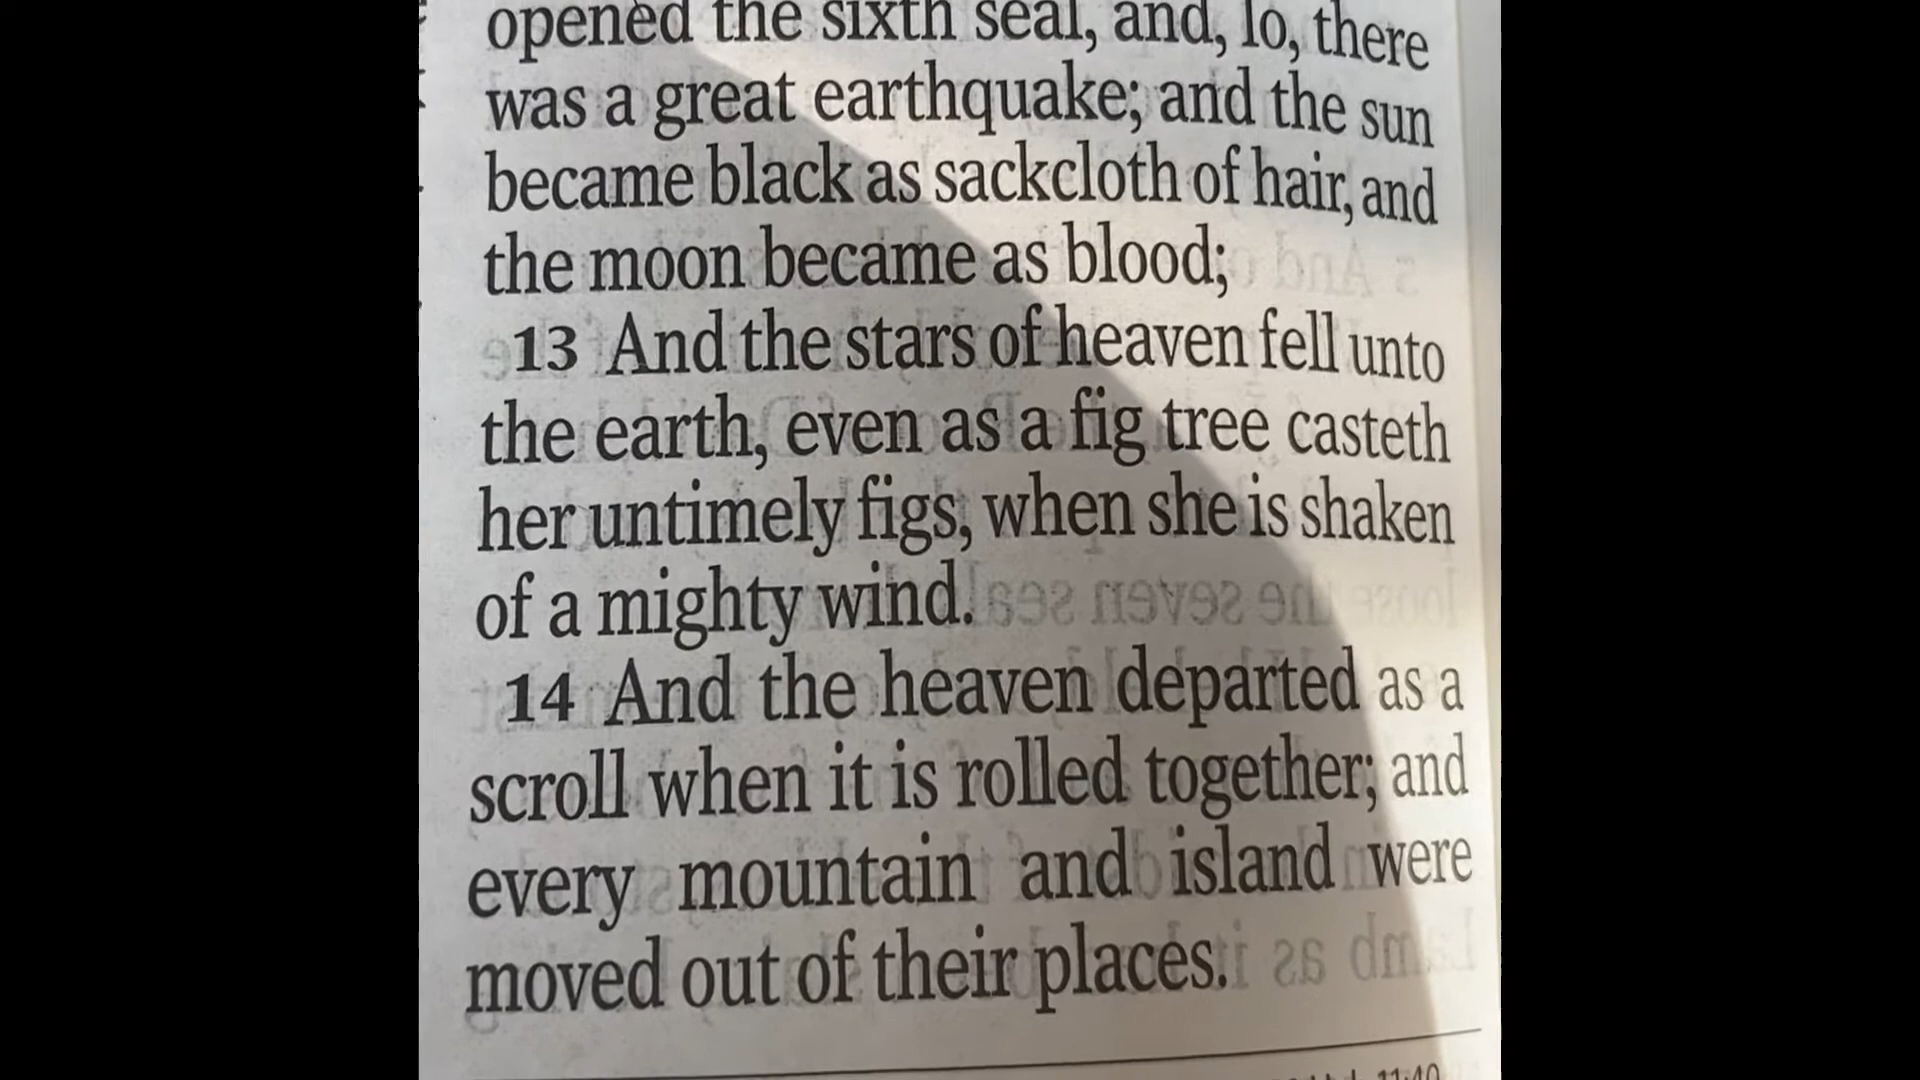 opened the sixth seal, and, lo, there
was a great earthquake; and the sun
became black as sackcloth of hair, and
the moon became as blood;
13 And the stars of heaven fell unto
the earth, even as a fig tree casteth
her untimely figs, when she is shaken
of a mighty wind.
14 And the heaven departed as a
scroll when it is rolled together; and
every mountain and island were
moved out of their places.